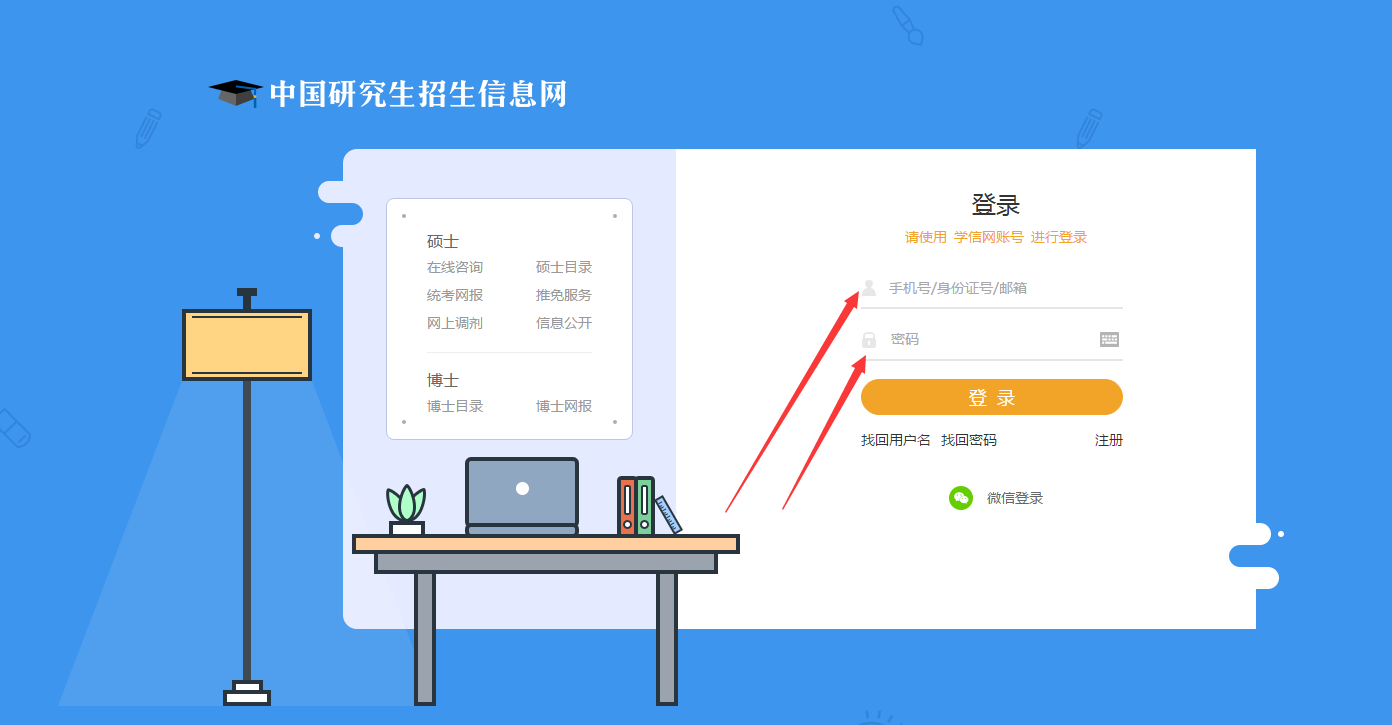 中国研究生招生信息网
硕士
在线咨询 硕士目录
统考网报 推免服务
网上调剂 信息公开
博士
博士目录 博士网报
登录
请使用 学信网账号 进行登录
手机号/身份证号/邮箱
密码
登 录
找回用户名 找回密码 注册
微信登录